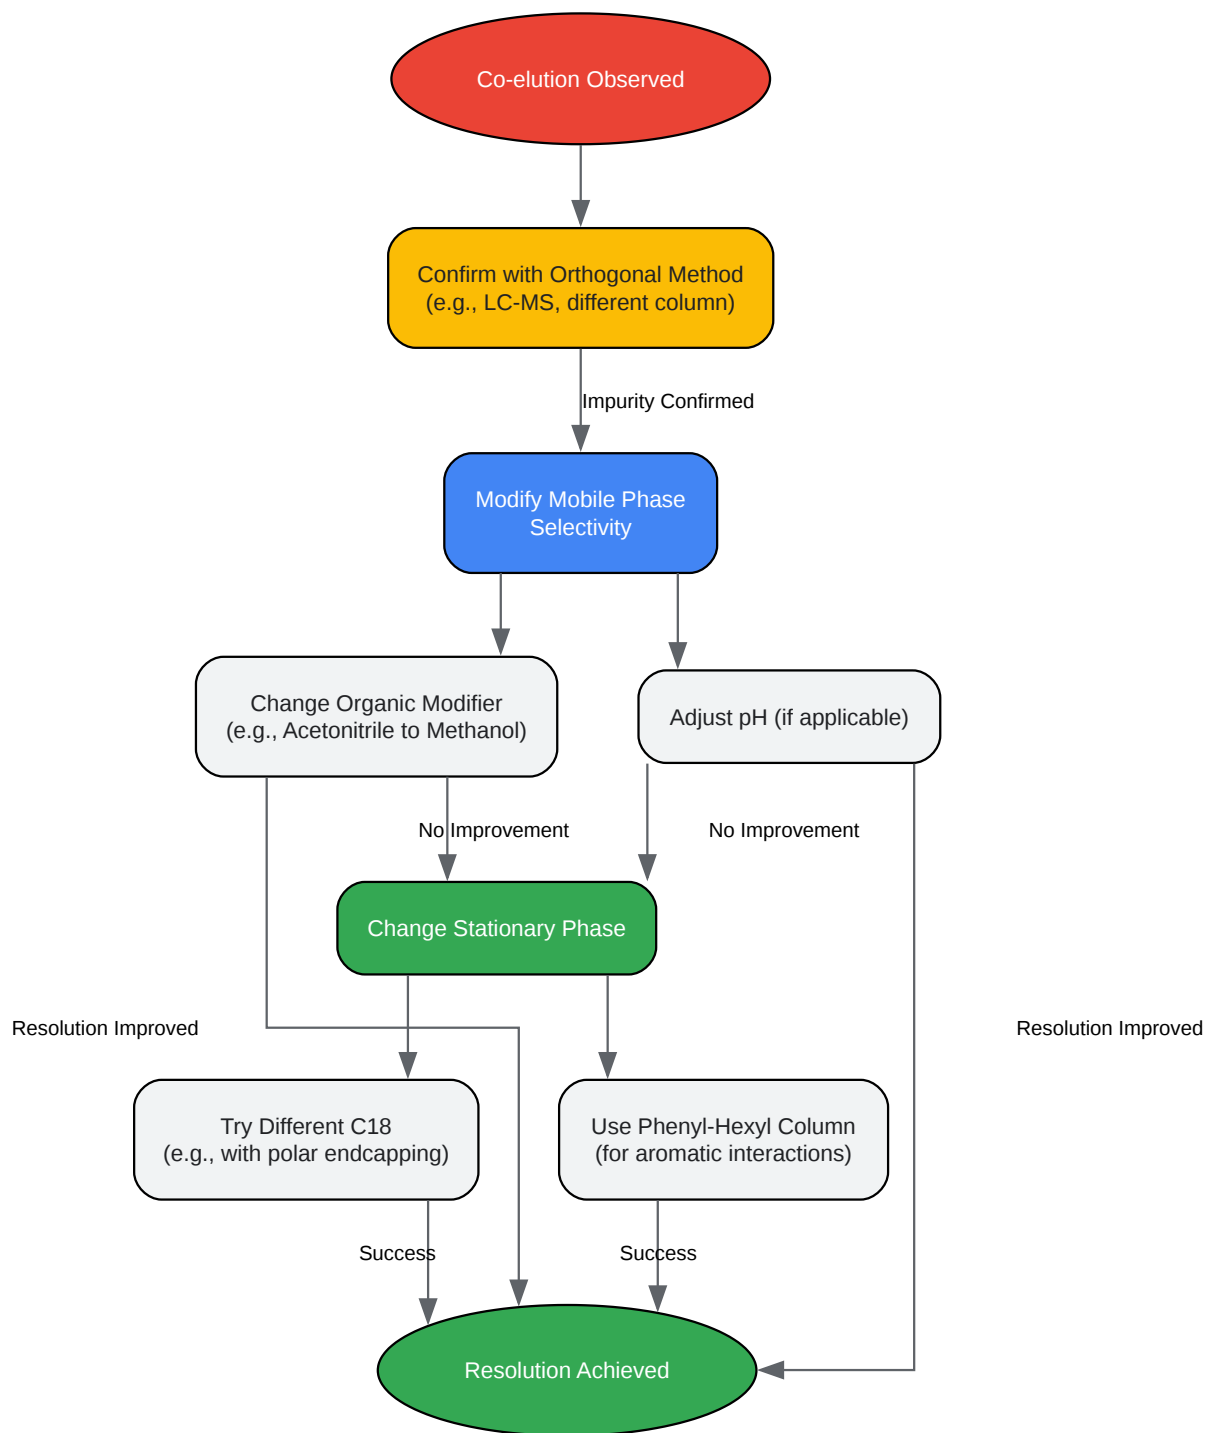 Co-elution Observed
Confirm with Orthogonal Method
(e.g., LC-MS, different column)
Impurity Confirmed
Modify Mobile Phase
Selectivity
Change Organic Modifier
(e.g., Acetonitrile to Methanol)
Adjust pH (if applicable)
No Improvement
No Improvement
Change Stationary Phase
Resolution Improved
Resolution Improved
Try Different C18
(e.g., with polar endcapping)
Use Phenyl-Hexyl Column
(for aromatic interactions)
Success
Success
Resolution Achieved